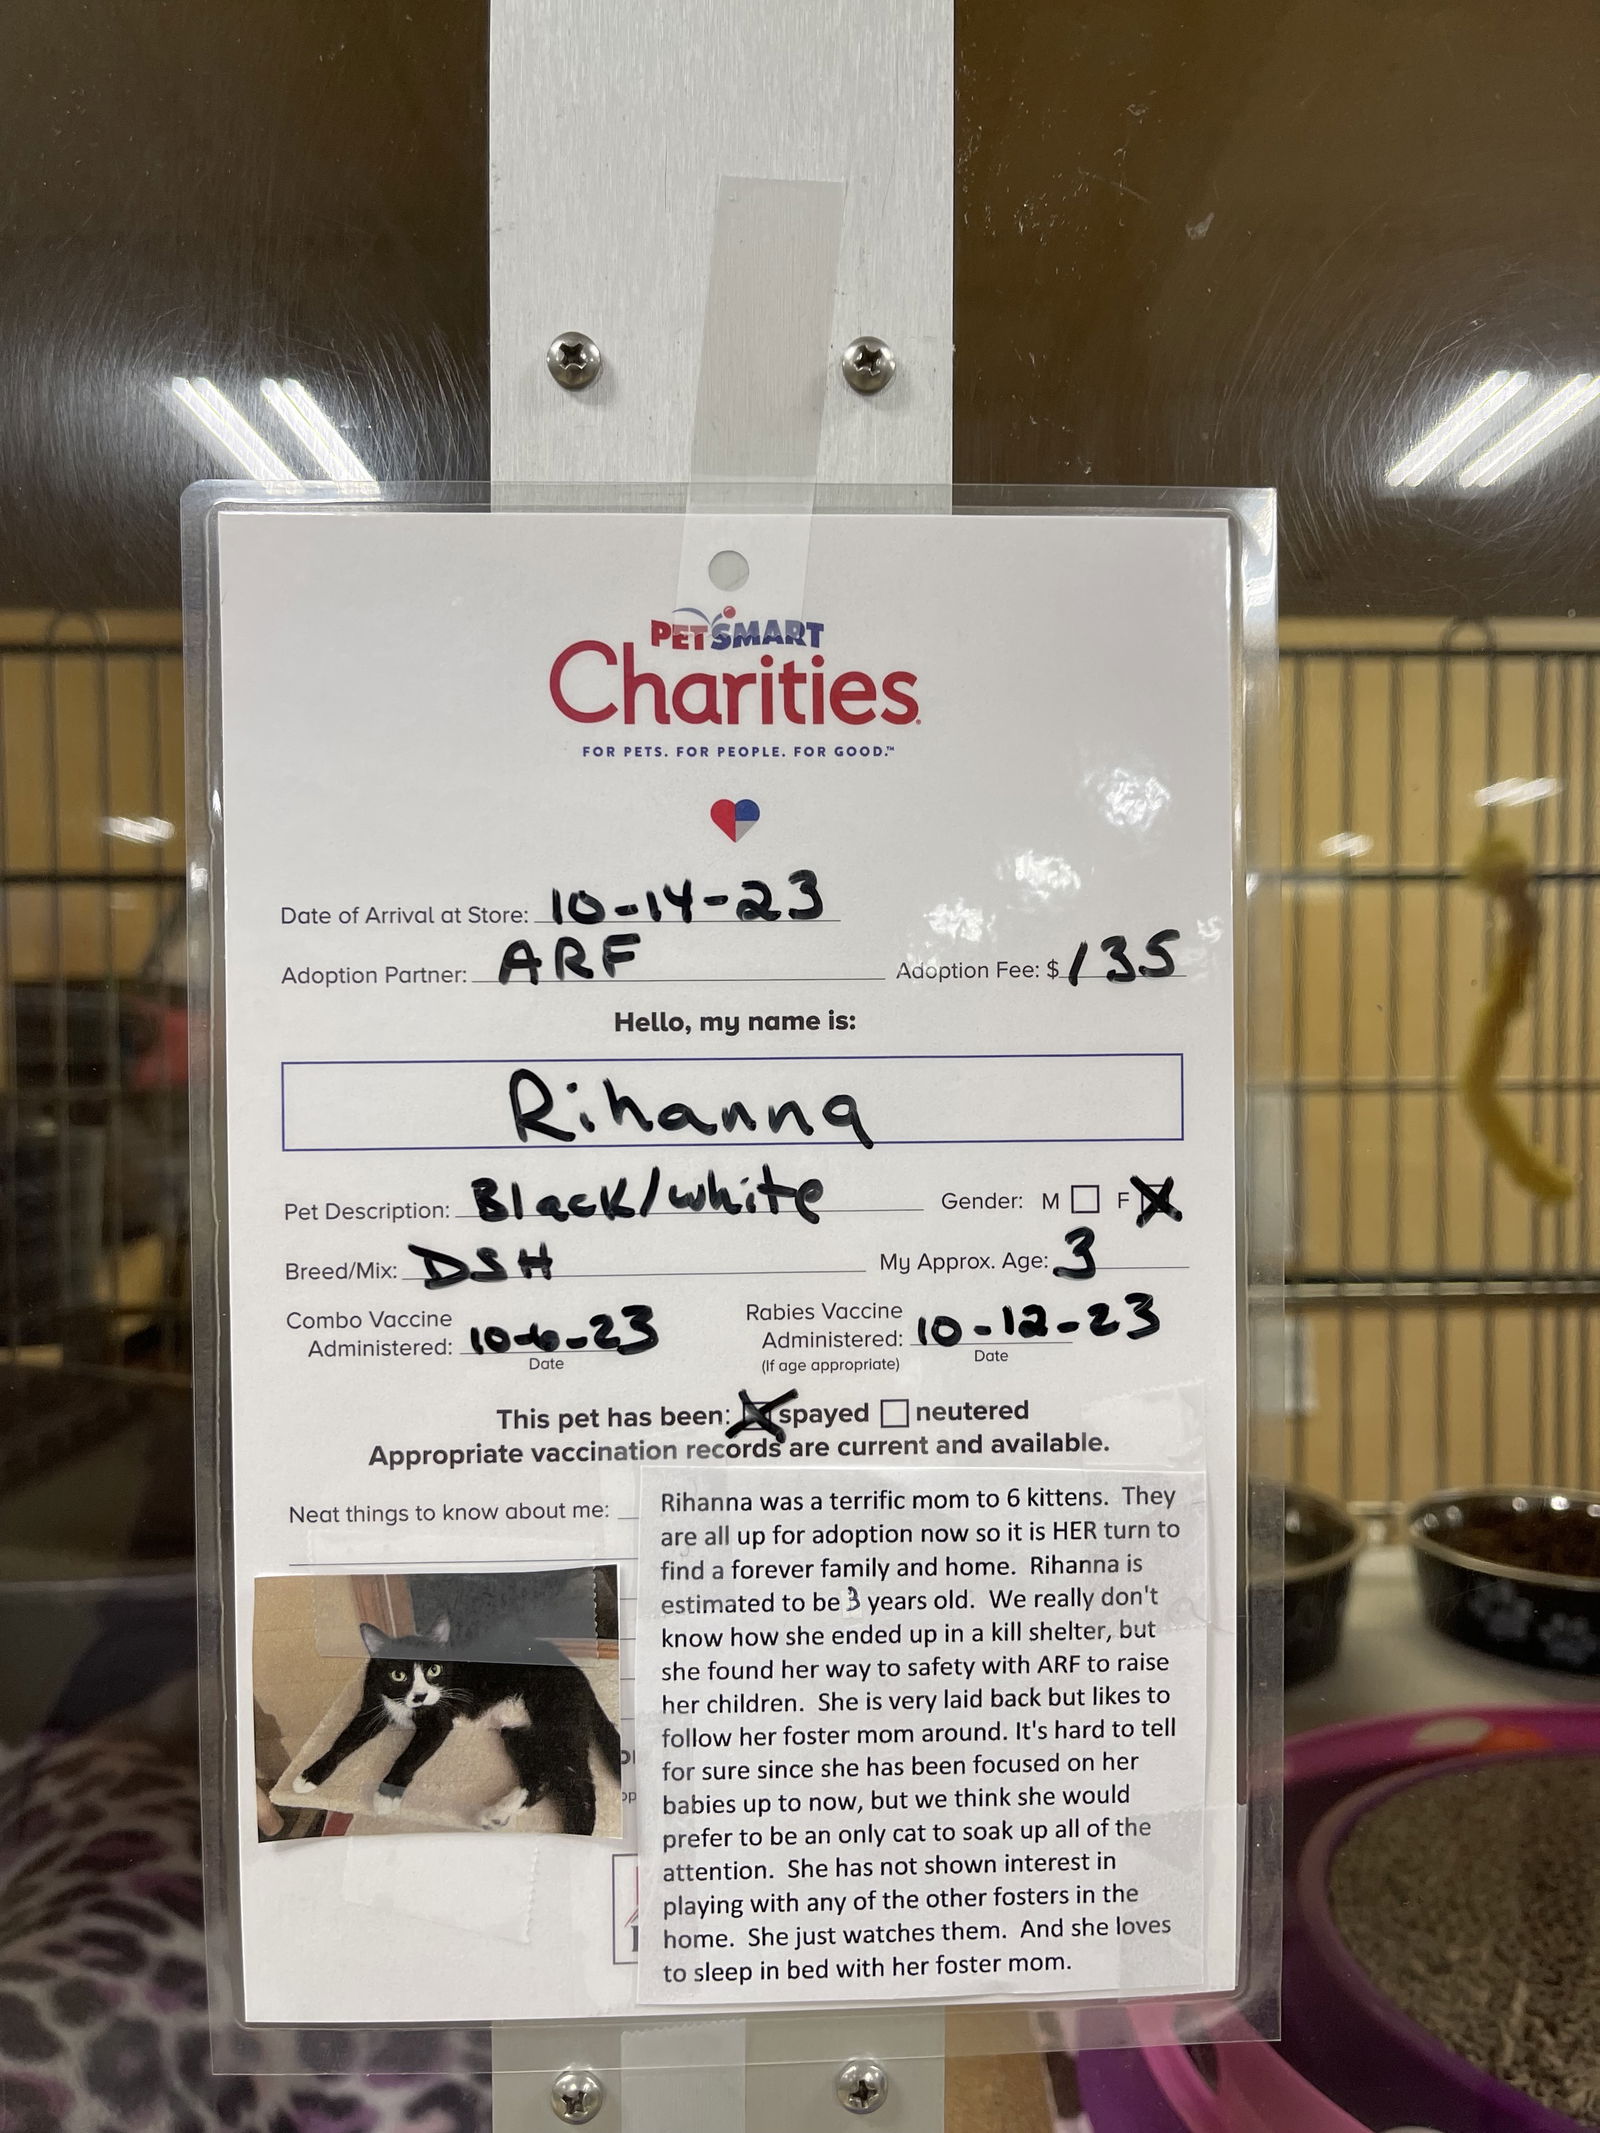 PETSMART
Charities.
FOR PETS. FOR PEOPLE. FOR GOOD.™
Date of Arrival at Store: 10-14-23
Adoption Partner: ARF Adoption Fee: $ 135
Hello, my name is:
Rihanna
Pet Description: Black/white Gender: M F
Breed/Mix: DSH My Approx. Age: 3
Combo Vaccine Administered: 10-6-23
Date
Rabies Vaccine Administered: 10-12-23
(If age appropriate) Date
This pet has been: spayed neutered
Appropriate vaccination records are current and available.
Neat things to know about me:
Rihanna was a terrific mom to 6 kittens. They
are all up for adoption now so it is HER turn to
find a forever family and home. Rihanna is
estimated to be 3 years old. We really don't
know how she ended up in a kill shelter, but
she found her way to safety with ARF to raise
her children. She is very laid back but likes to
follow her foster mom around. It's hard to tell
for sure since she has been focused on her
babies up to now, but we think she would
prefer to be an only cat to soak up all of the
attention. She has not shown interest in
playing with any of the other fosters in the
home. She just watches them. And she loves
to sleep in bed with her foster mom.